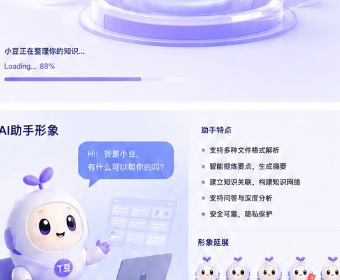 小豆正在整理你的知识...
Loading... 88%
AI助手形象
Hi! 我是小豆,
有什么可以帮你的吗?
T豆
助手特点
支持多种文件格式解析
智能提炼要点,生成摘要
建立知识关联,构建知识网络
支持问答与深度分析
安全可靠,隐私保护
形象延展